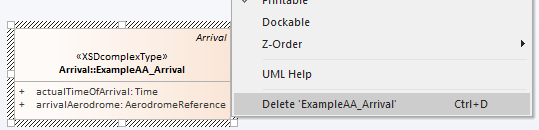 Arrival
«XSDcomplexType»
Arrival::ExampleAA_Arrival
+ actualTimeOfArrival: Time
+ arrivalAerodrome: AerodromeReference
Printable
Dockable
Z-Order
UML Help
Delete 'ExampleAA_Arrival' Ctrl+D